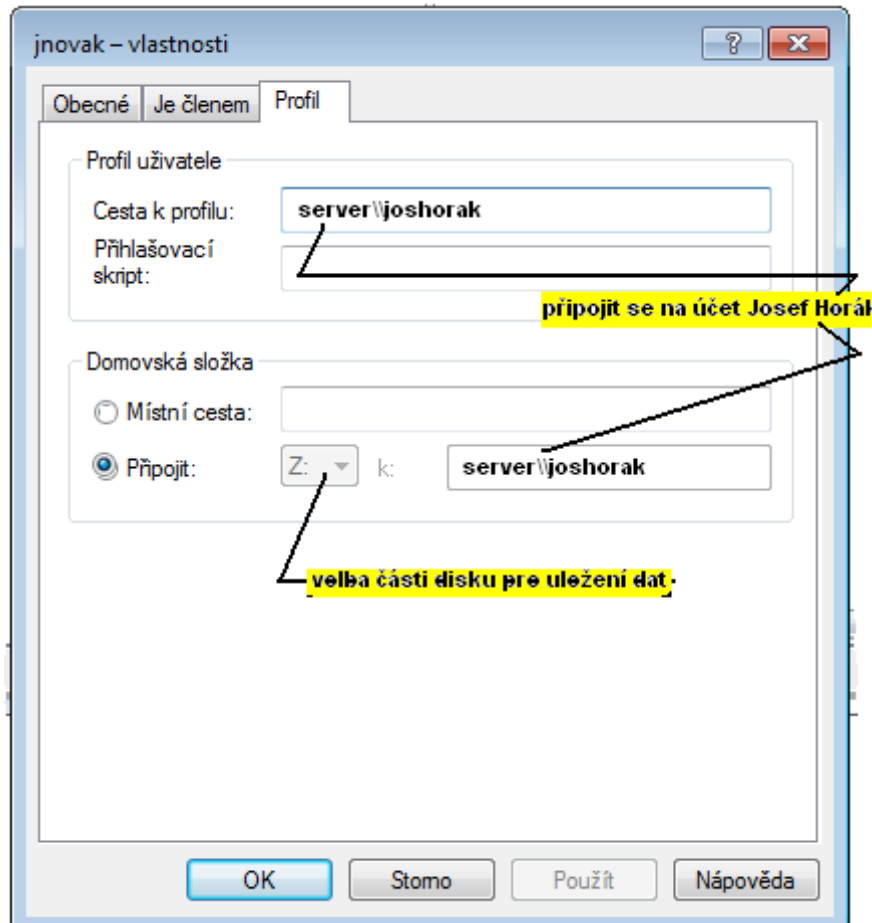 jnovak – vlastnosti
Obecné Je členem Profil
Profil uživatele
Cesta k profilu: server\\joshorak
Přihlašovací
skript:
připojit se na účet Josef Horák
Domovská složka
Místní cesta:
Připojit: Z: k: server\\joshorak
volba části disku pre uložení dat
OK Storno Použít Nápověda